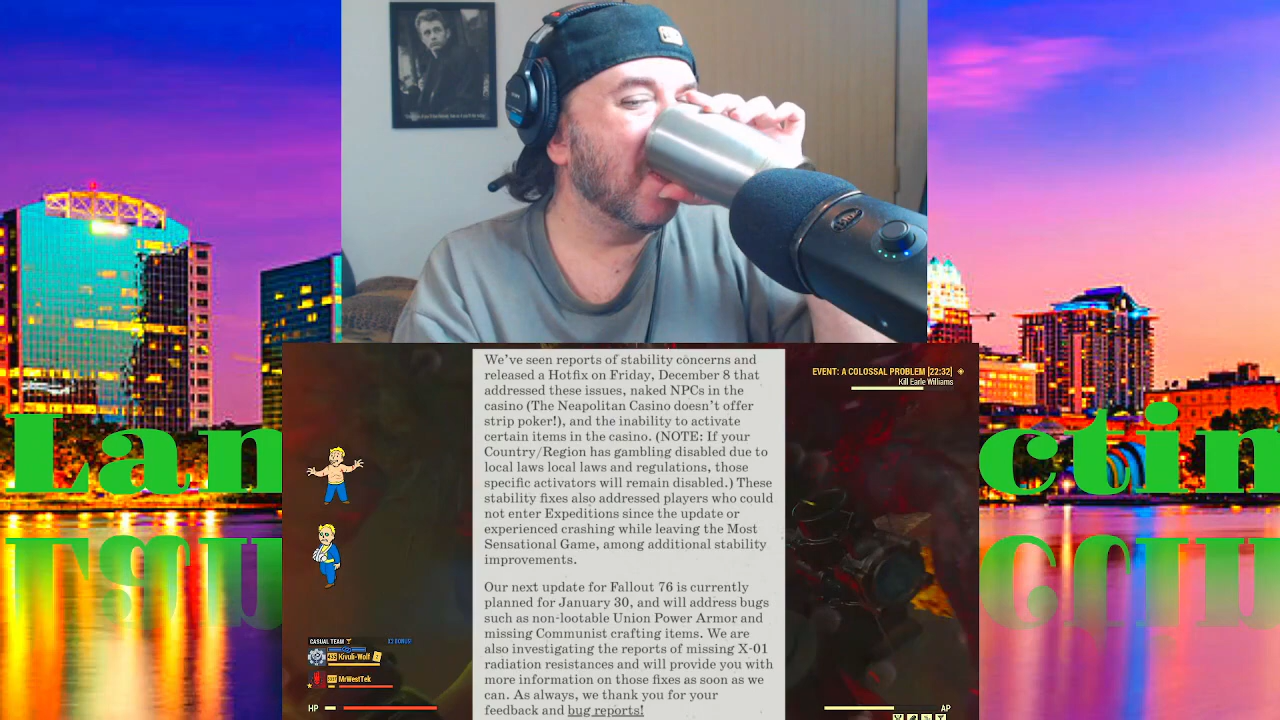 We've seen reports of stability concerns and
released a Hotfix on Friday, December 8 that
addressed these issues, naked NPCs in the
casino (The Neapolitan Casino doesn't offer
strip poker!), and the inability to activate
certain items in the casino. (NOTE: If your
Country/Region has gambling disabled due to
local laws local laws and regulations, those
specific activators will remain disabled.) These
stability fixes also addressed players who could
not enter Expeditions since the update or
experienced crashing while leaving the Most
Sensational Game, among additional stability
improvements.
Our next update for Fallout 76 is currently
planned for January 30, and will address bugs
such as non-lootable Union Power Armor and
missing Communist crafting items. We are
also investigating the reports of missing X-01
radiation resistances and will provide you with
more information on those fixes as soon as we
can. As always, we thank you for your
feedback and bug reports!
EVENT: A COLOSSAL PROBLEM [22:32]
Kill Earle Williams
Lan
ctin
CASUAL TEAM
Kivuli-Wolf
MrWestTek
HP
AP